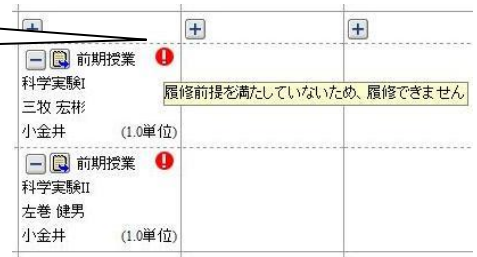 前期授業
科学実験I
履修前提を満たしていないため、履修できません
三牧 宏彬
小金井 (1.0単位)
前期授業
科学実験II
左巻 健男
小金井 (1.0単位)